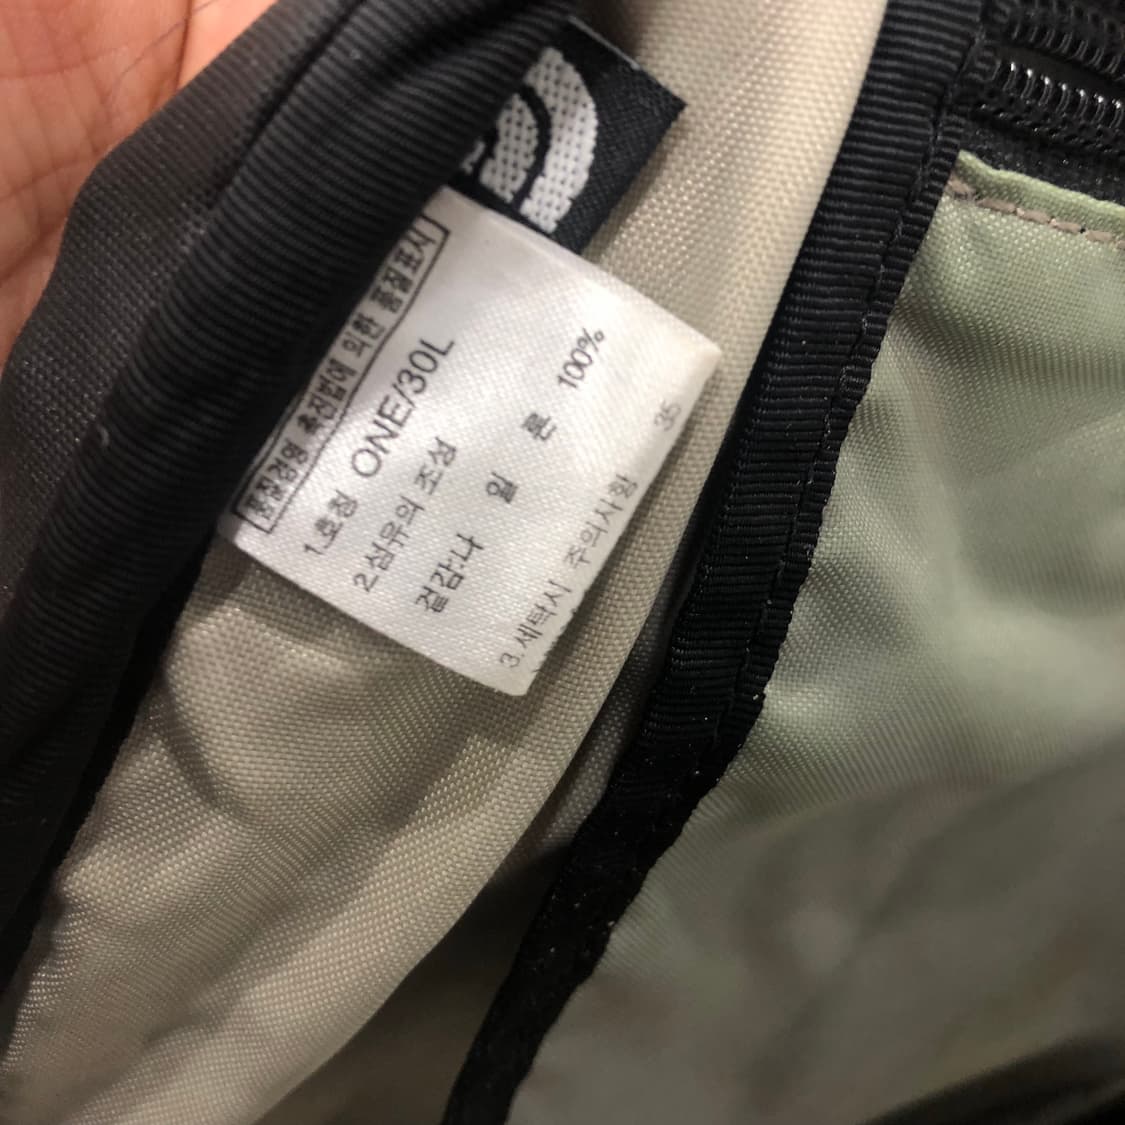 품질경영 촉진법에 의한 품질표시
1호칭 ONE/30L
2섬유의 조성
겉감:나 일 론 100%
3.세탁시 주의사항 35